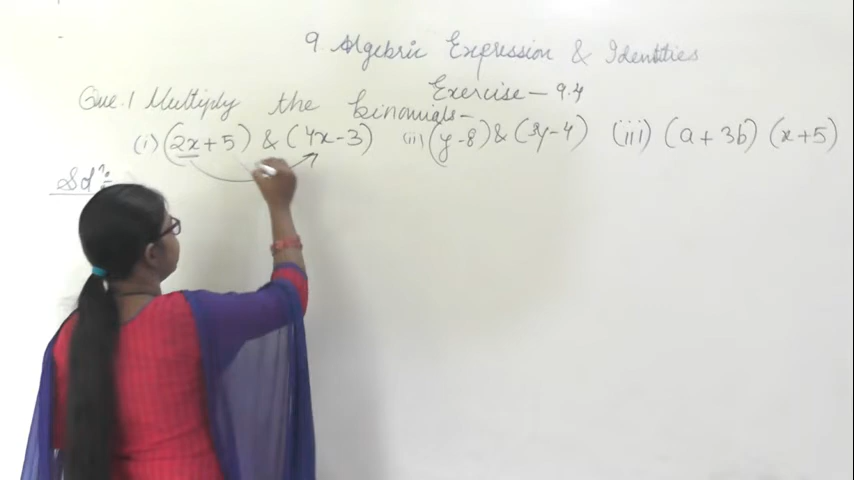 9. Algebric Expression & Identities
Exercise - 9.4
Que.1 Multiply the binomials -
(i) (2x+5) & (4x-3) (ii) (y-8) & (3y-4) (iii) (a+3b) (x+5)
Solⁿ:-